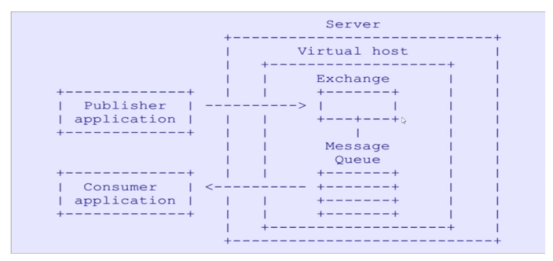 Server
Virtual host
Exchange
Publisher
application
Message
Queue
Consumer
application